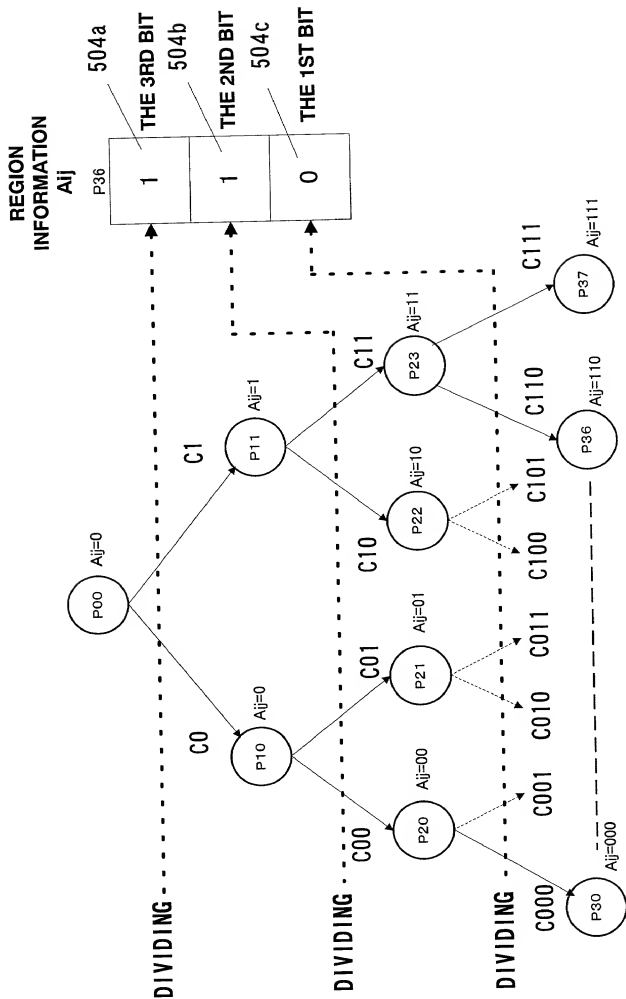 REGION
INFORMATION
Aij
P36
1
1
0
504a
THE 3RD BIT
504b
THE 2ND BIT
504c
THE 1ST BIT
P00
Aij=0
DIVIDING
C0
P10
Aij=0
C1
P11
Aij=1
DIVIDING
C00
P20
Aij=00
C01
P21
Aij=01
C10
P22
Aij=10
C11
P23
Aij=11
DIVIDING
C000
P30
Aij=000
C001
C010
C011
C100
C101
C110
P36
Aij=110
C111
P37
Aij=111